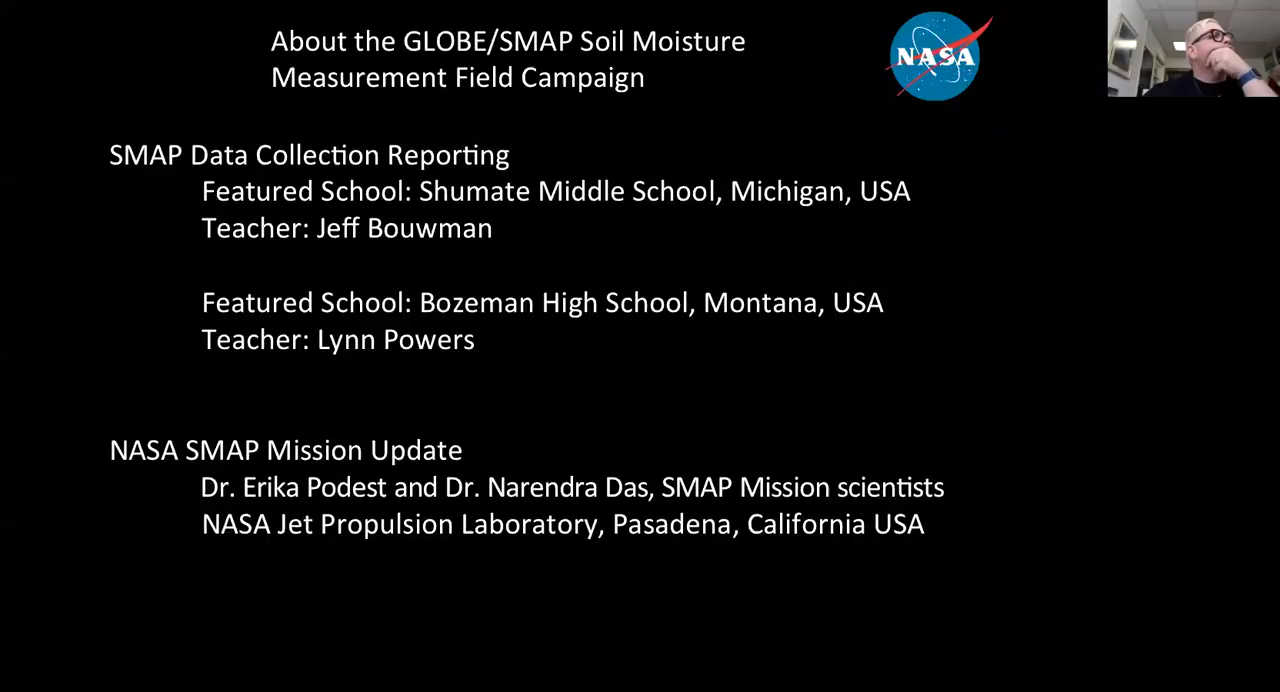 About the GLOBE/SMAP Soil Moisture
Measurement Field Campaign
NASA
SMAP Data Collection Reporting
Featured School: Shumate Middle School, Michigan, USA
Teacher: Jeff Bouwman
Featured School: Bozeman High School, Montana, USA
Teacher: Lynn Powers
NASA SMAP Mission Update
Dr. Erika Podest and Dr. Narendra Das, SMAP Mission scientists
NASA Jet Propulsion Laboratory, Pasadena, California USA